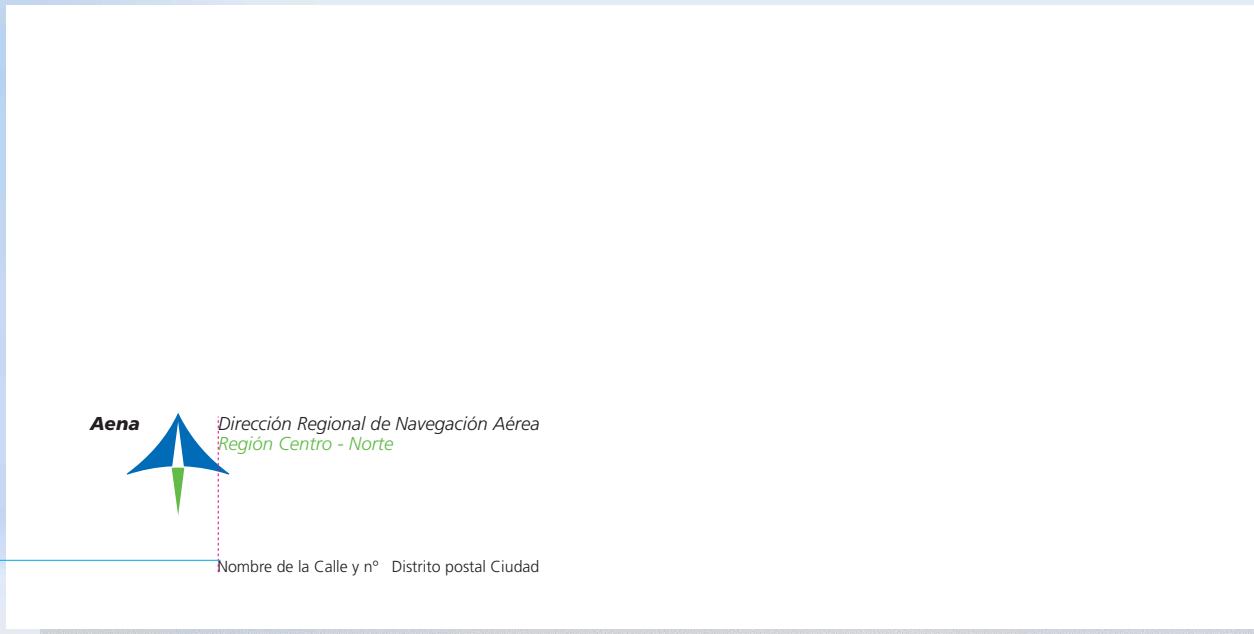 Aena
Dirección Regional de Navegación Aérea
Región Centro - Norte
Nombre de la Calle y nº Distrito postal Ciudad